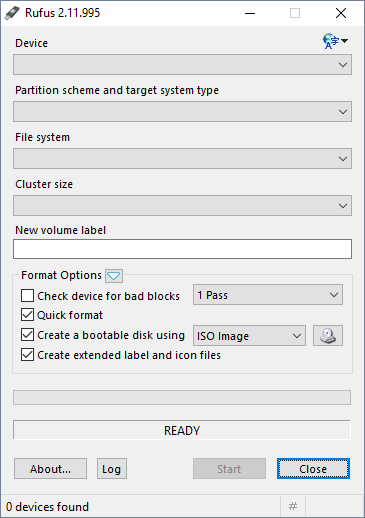 Rufus 2.11.995
Device
Partition scheme and target system type
File system
Cluster size
New volume label
Format Options
Check device for bad blocks 1 Pass
Quick format
Create a bootable disk using ISO Image
Create extended label and icon files
READY
About... Log Start Close
0 devices found #